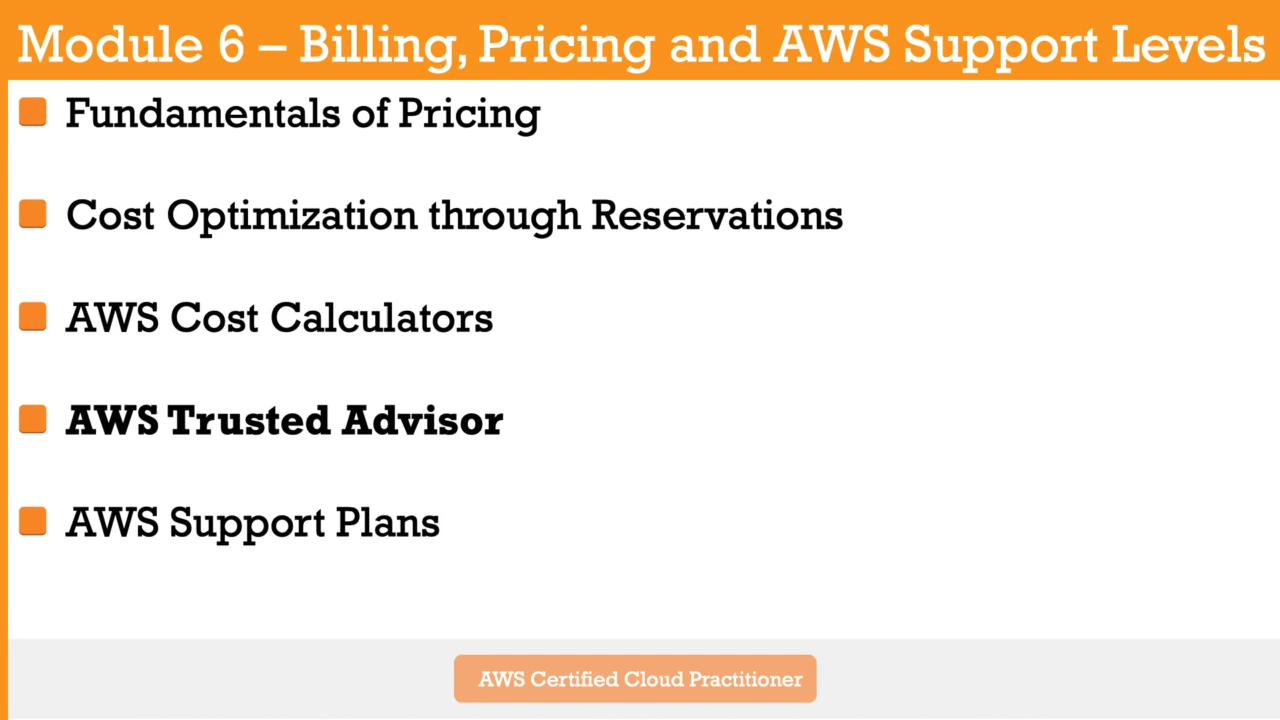 Module 6 – Billing, Pricing and AWS Support Levels
Fundamentals of Pricing
Cost Optimization through Reservations
AWS Cost Calculators
AWS Trusted Advisor
AWS Support Plans
AWS Certified Cloud Practitioner